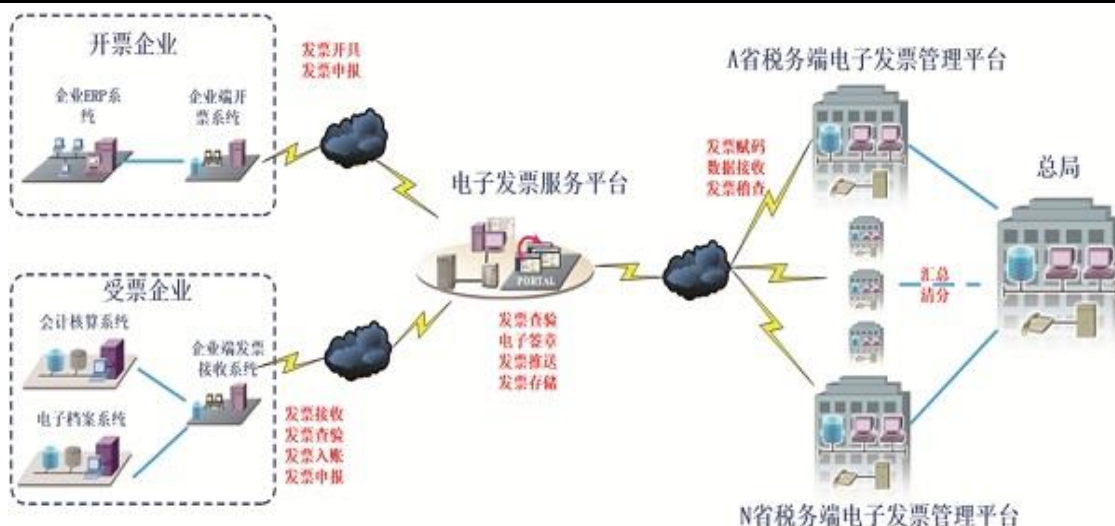 开票企业
企业ERP系
统
企业端开
票系统
发票开具
发票申报
受票企业
会计核算系统
企业端发票
接收系统
电子档案系统
发票接收
发票查验
发票入账
发票申报
电子发票服务平台
PORTAL
发票查验
电子签章
发票推送
发票存储
A省税务端电子发票管理平台
发票赋码
数据接收
发票稽查
总局
汇总
清分
N省税务端电子发票管理平台